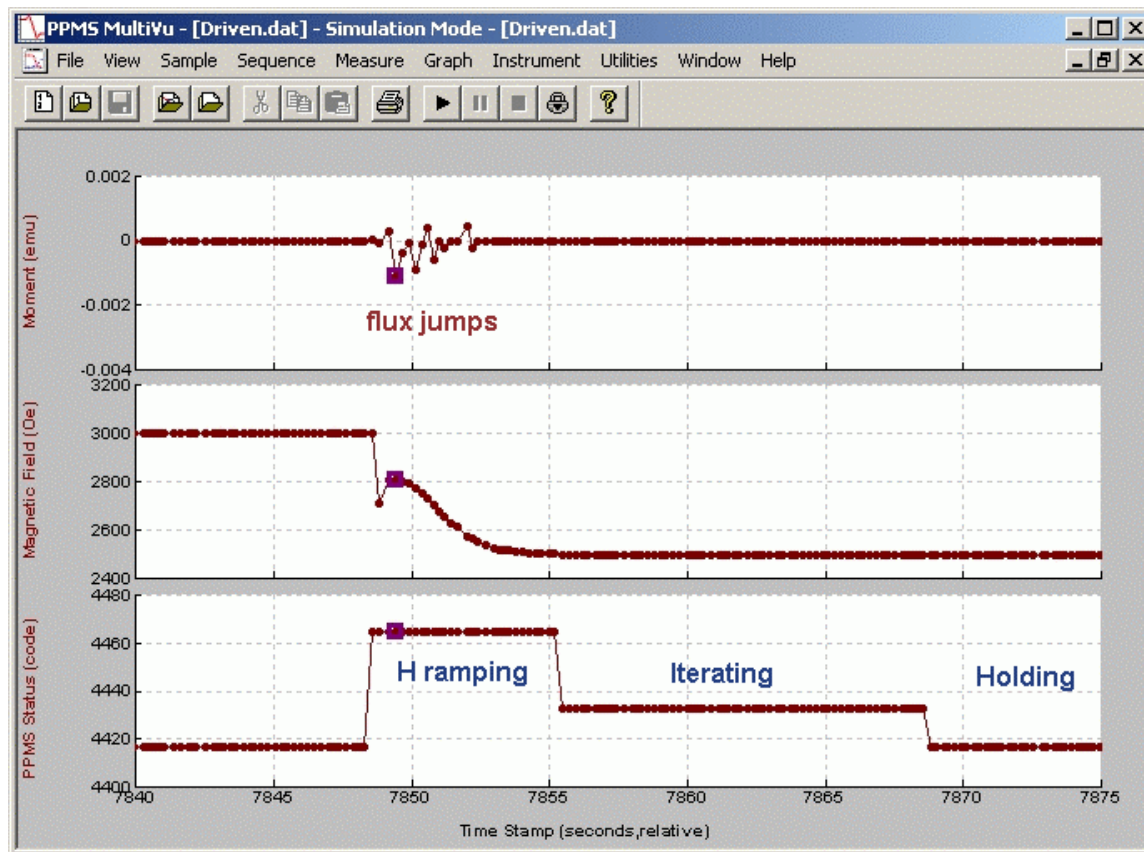 PPMS MultiVu - [Driven.dat] - Simulation Mode - [Driven.dat]
File View Sample Sequence Measure Graph Instrument Utilities Window Help
0.002
0
-0.002
-0.004
Moment (emu)
flux jumps
3200
3000
2800
2600
2400
Magnetic Field (Oe)
4480
4460
4440
4420
4400
PPMS Status (code)
H ramping
Iterating
Holding
7840 7845 7850 7855 7860 7865 7870 7875
Time Stamp (seconds,relative)